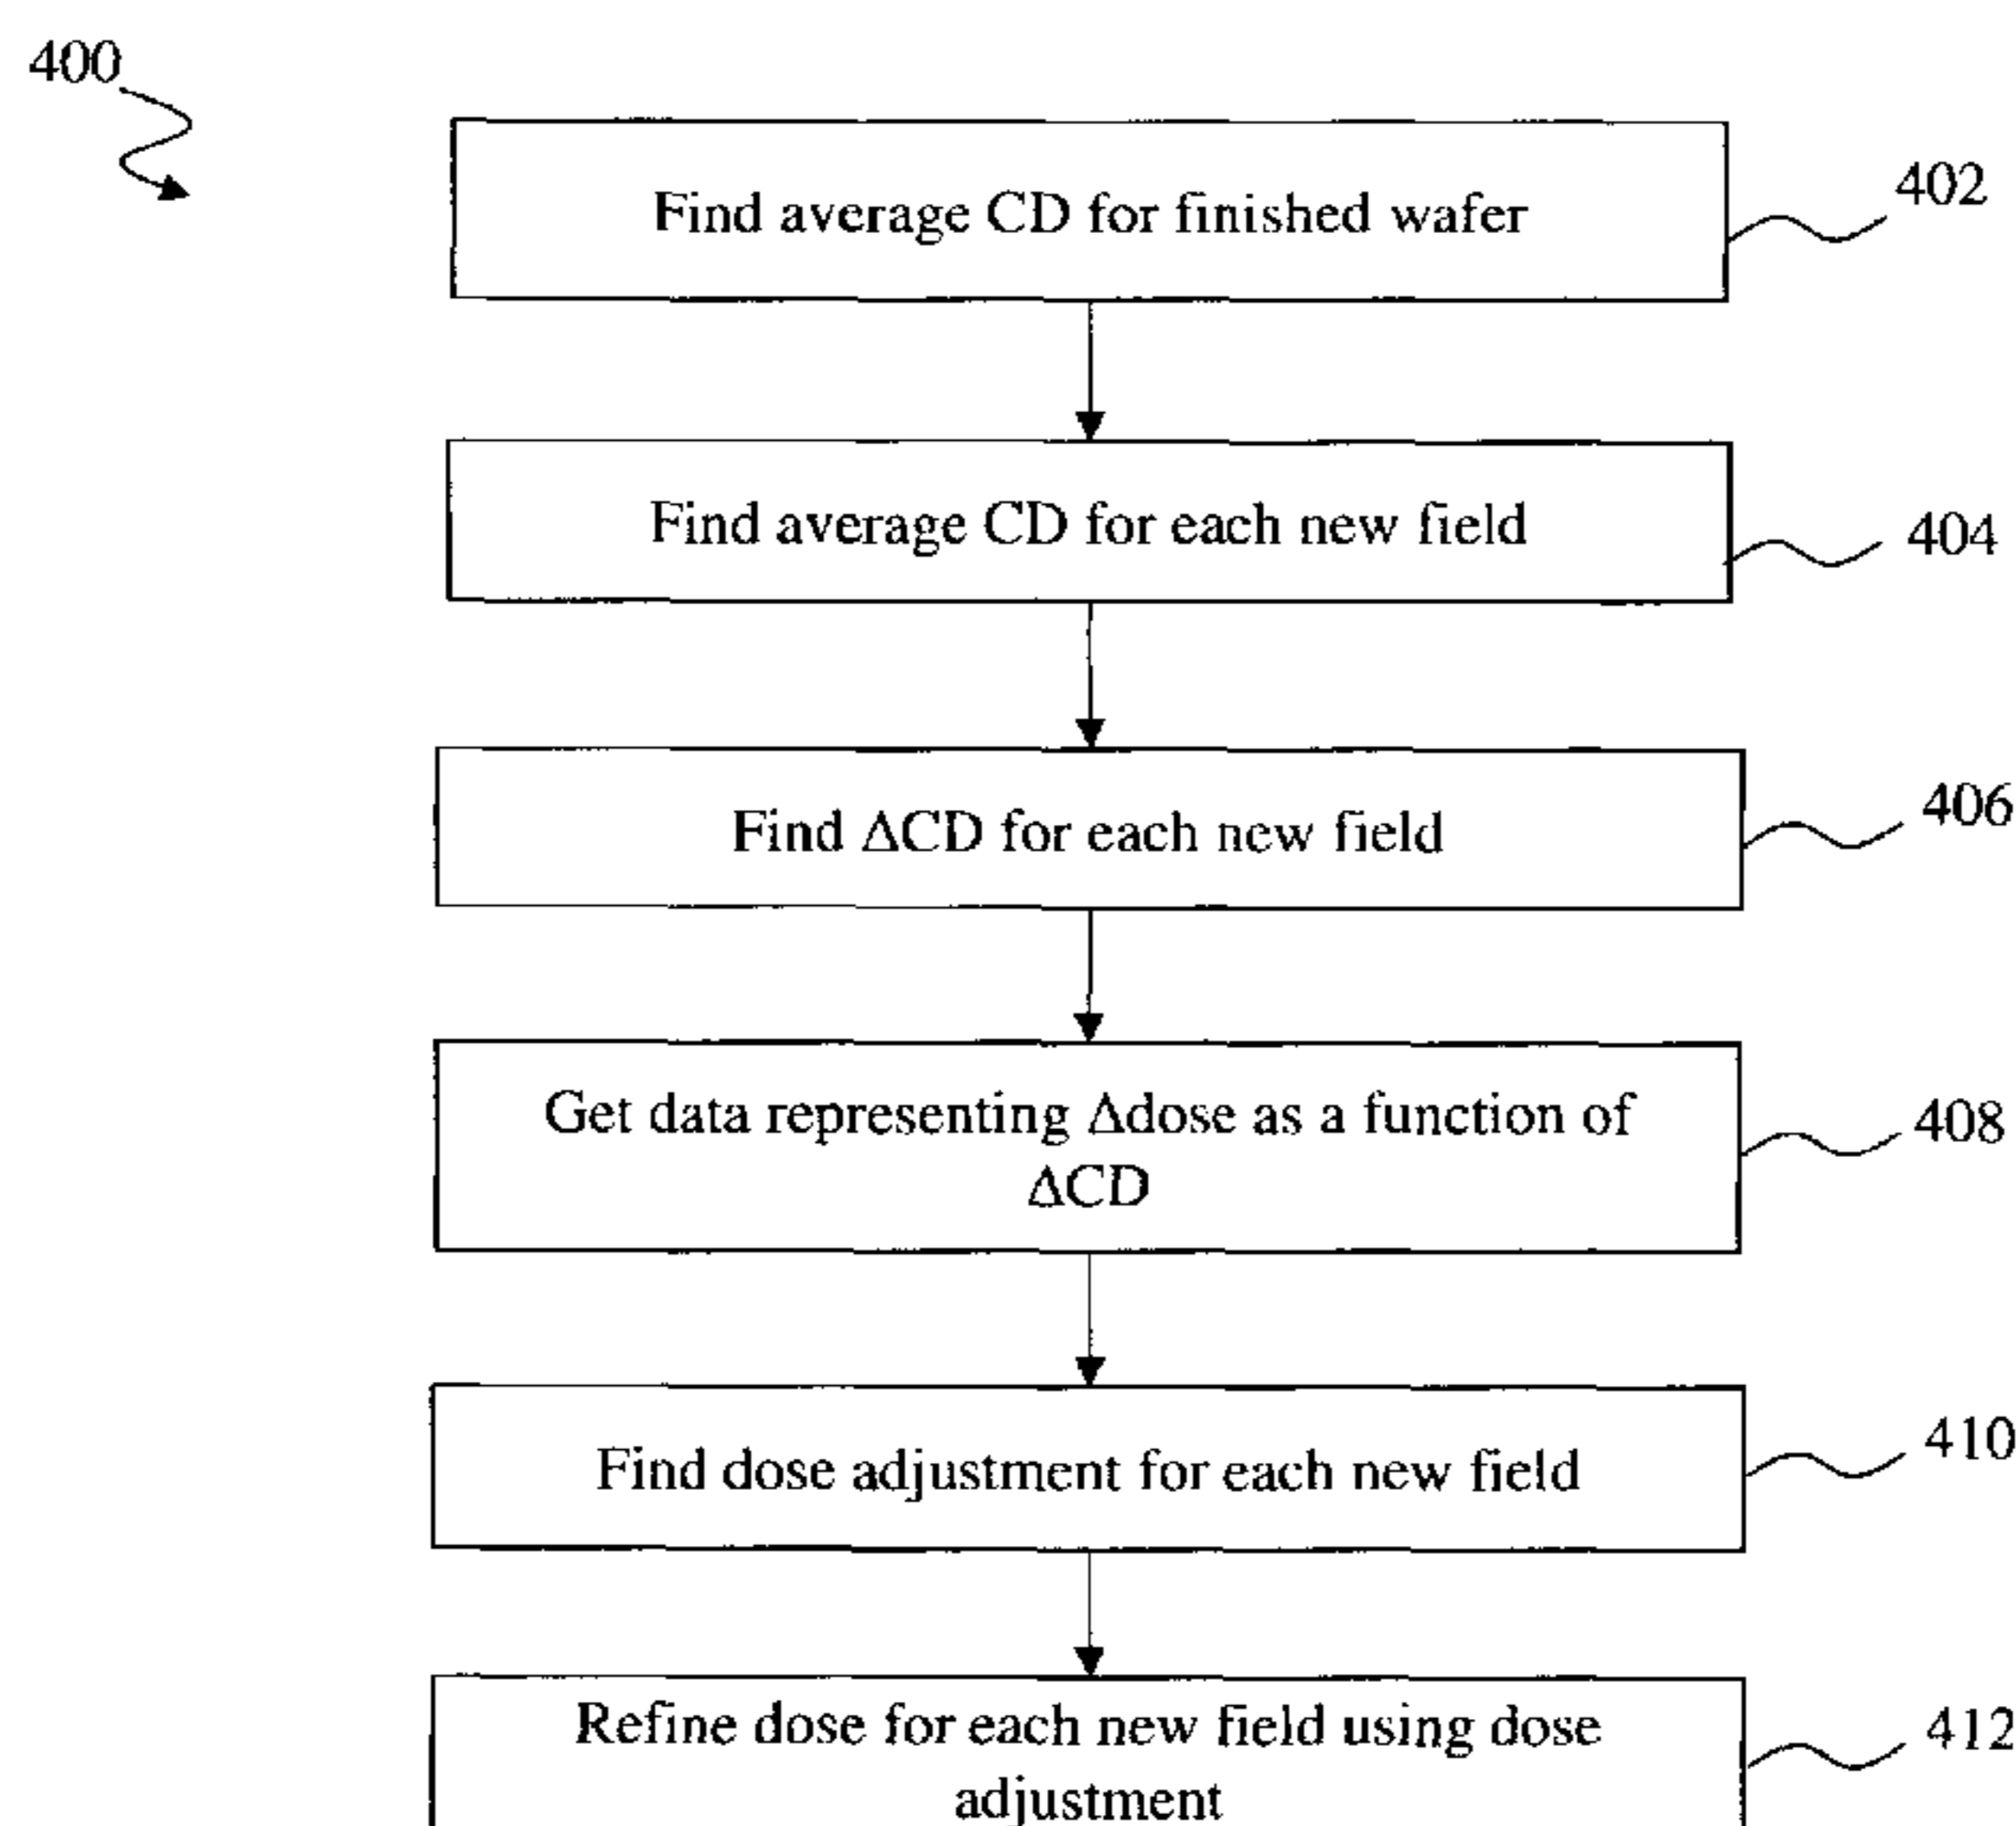 400
Find average CD for finished wafer
402
Find average CD for each new field
404
Find ΔCD for each new field
406
Get data representing Δdose as a function of
ΔCD
408
Find dose adjustment for each new field
410
Refine dose for each new field using dose
adjustment
412